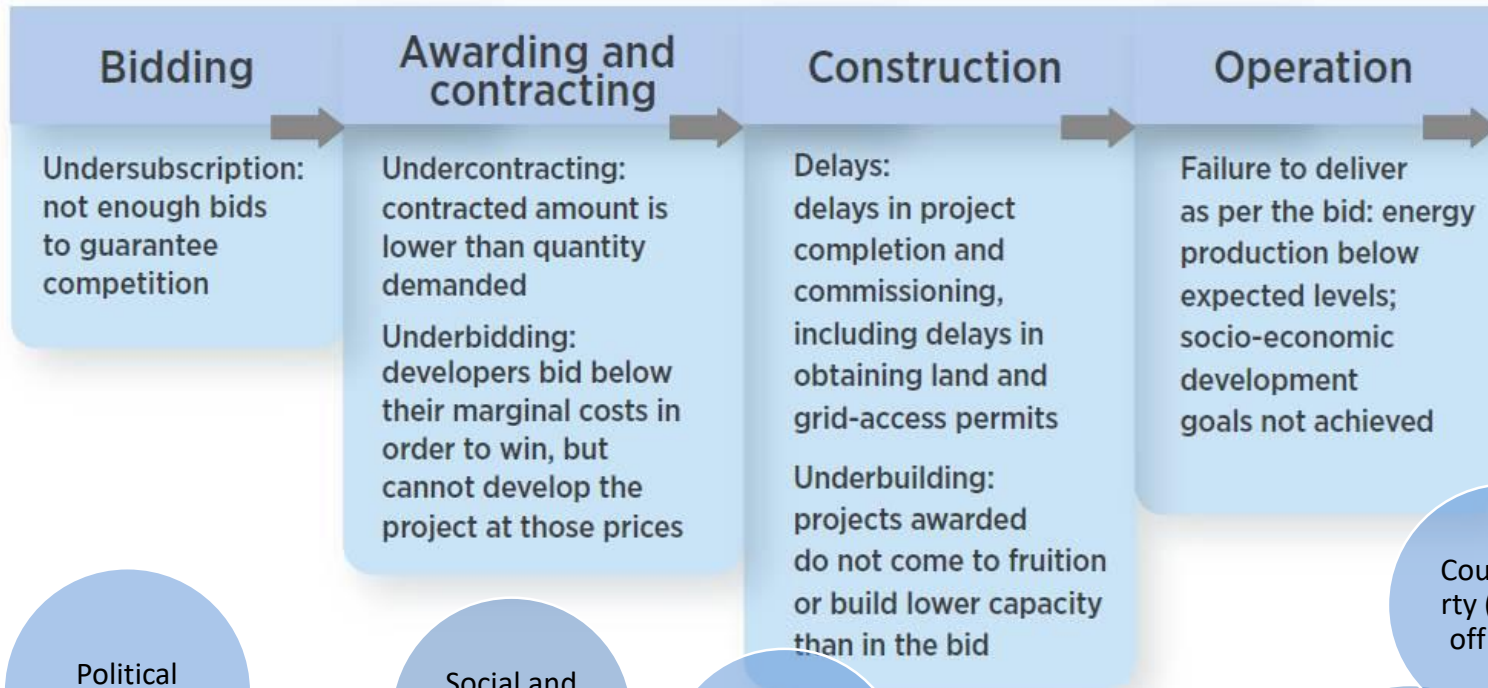 Bidding
Undersubscription:
not enough bids
to guarantee
competition
Awarding and
contracting
Undercontracting:
contracted amount is
lower than quantity
demanded
Underbidding:
developers bid below
their marginal costs in
order to win, but
cannot develop the
project at those prices
Construction
Delays:
delays in project
completion and
commissioning,
including delays in
obtaining land and
grid-access permits
Underbuilding:
projects awarded
do not come to fruition
or build lower capacity
than in the bid
Operation
Failure to deliver
as per the bid: energy
production below
expected levels;
socio-economic
development
goals not achieved
Political
Social and
Cou
rty (
off